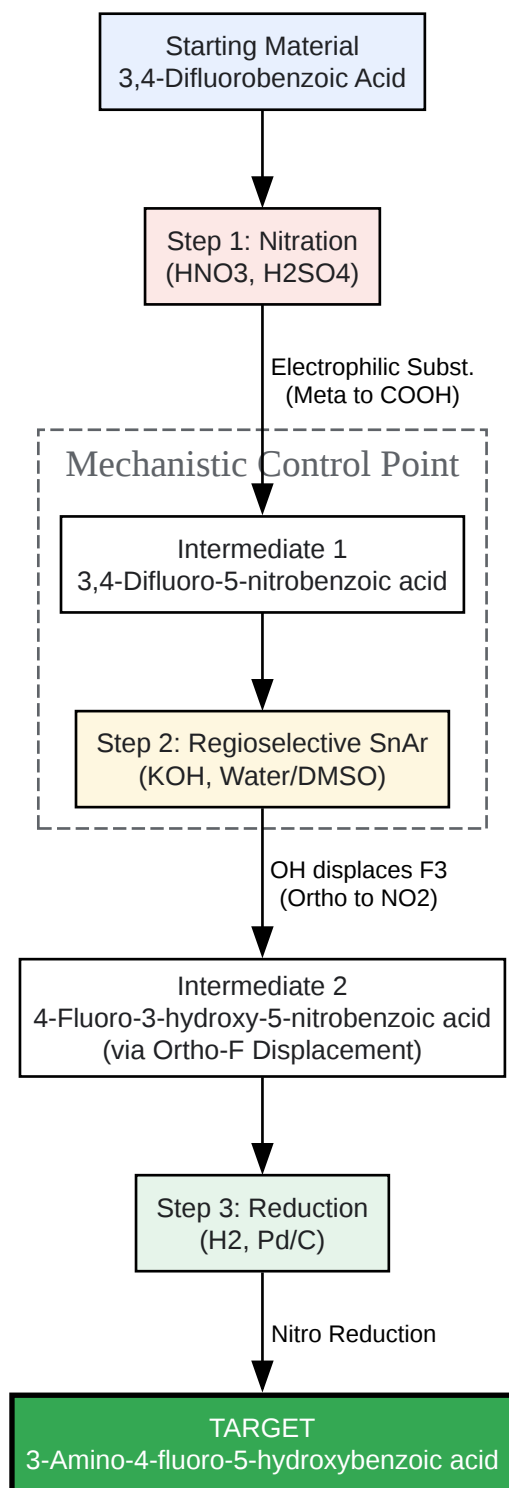 Starting Material
3,4-Difluorobenzoic Acid
Step 1: Nitration
(HNO3, H2SO4)
Electrophilic Subst.
(Meta to COOH)
Mechanistic Control Point
Intermediate 1
3,4-Difluoro-5-nitrobenzoic acid
Step 2: Regioselective SnAr
(KOH, Water/DMSO)
OH displaces F3
(Ortho to NO2)
Intermediate 2
4-Fluoro-3-hydroxy-5-nitrobenzoic acid
(via Ortho-F Displacement)
Step 3: Reduction
(H2, Pd/C)
Nitro Reduction
TARGET
3-Amino-4-fluoro-5-hydroxybenzoic acid